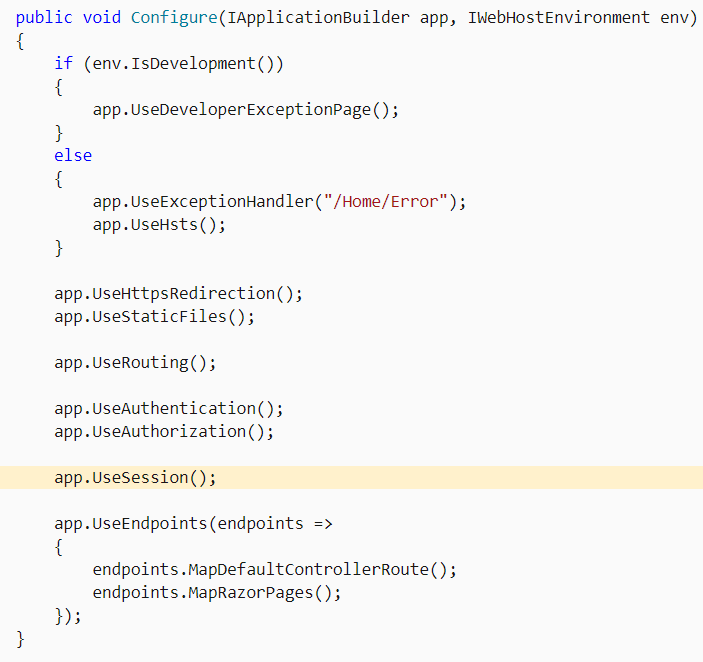 public void Configure(IApplicationBuilder app, IWebHostEnvironment env)
{
    if (env.IsDevelopment())
    {
        app.UseDeveloperExceptionPage();
    }
    else
    {
        app.UseExceptionHandler("/Home/Error");
        app.UseHsts();
    }

    app.UseHttpsRedirection();
    app.UseStaticFiles();

    app.UseRouting();

    app.UseAuthentication();
    app.UseAuthorization();

    app.UseSession();

    app.UseEndpoints(endpoints =>
    {
        endpoints.MapDefaultControllerRoute();
        endpoints.MapRazorPages();
    });
}